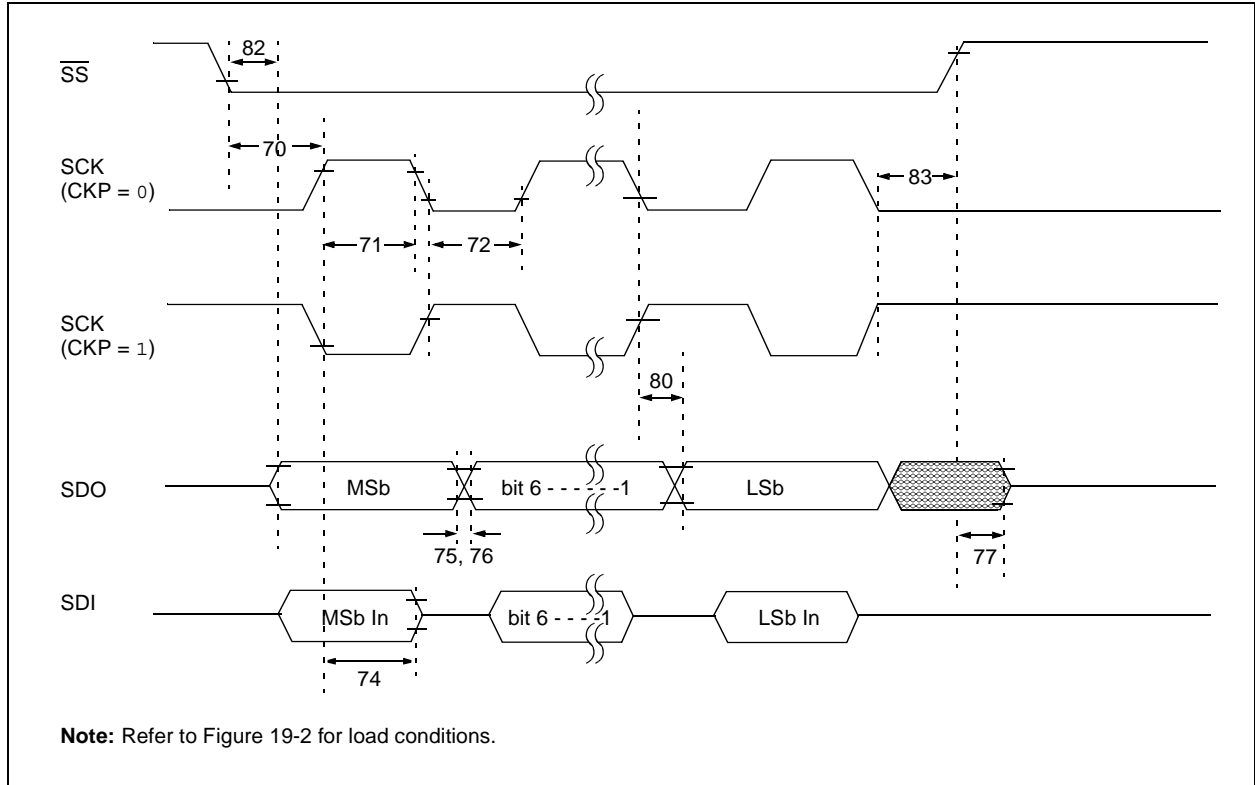 82
SS
70
SCK
(CKP = 0)
83
71
72
SCK
(CKP = 1)
80
SDO
MSb
bit 6 - - - - - -1
LSb
75, 76
77
SDI
MSb In
bit 6 - - - -1
LSb In
74
Note: Refer to Figure 19-2 for load conditions.